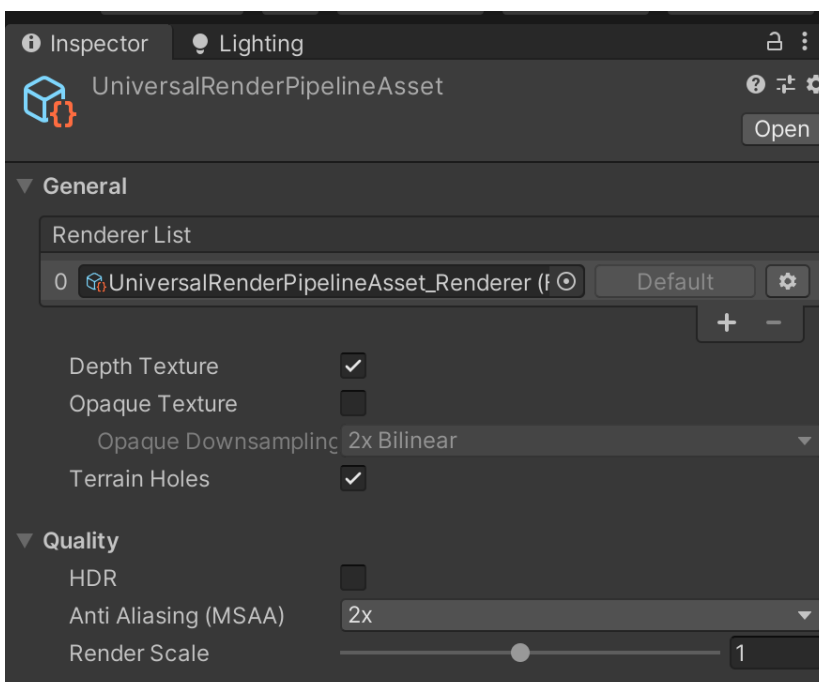 Inspector
Lighting
UniversalRenderPipelineAsset
Open
General
Renderer List
0 UniversalRenderPipelineAsset_Renderer (
Default
Depth Texture
Opaque Texture
Opaque Downsampling 2x Bilinear
Terrain Holes
Quality
HDR
Anti Aliasing (MSAA) 2x
Render Scale 1